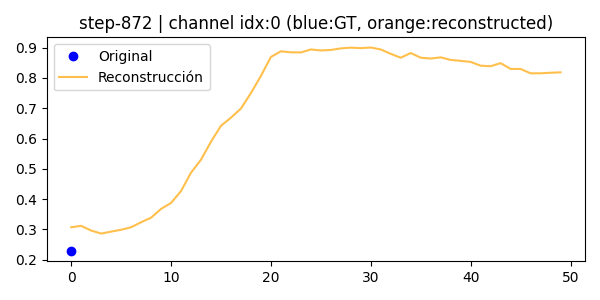 step-872 | channel idx:0 (blue:GT, orange:reconstructed)
Original
Reconstrucción
0.9
0.8
0.7
0.6
0.5
0.4
0.3
0.2
0 10 20 30 40 50